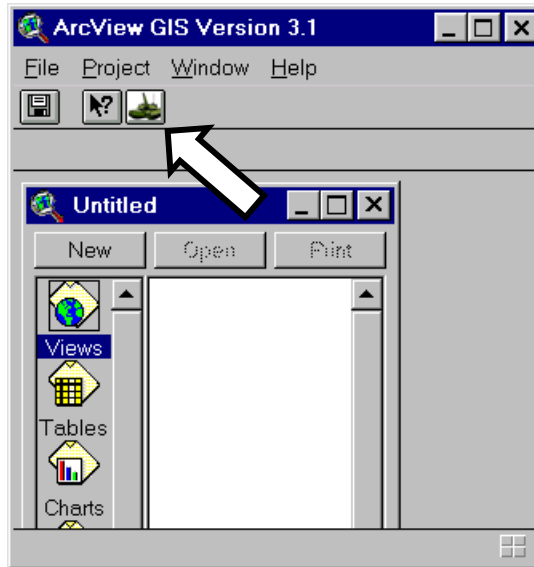 ArcView GIS Version 3.1
File Project Window Help
?
Untitled
New Open Print
Views
Tables
Charts